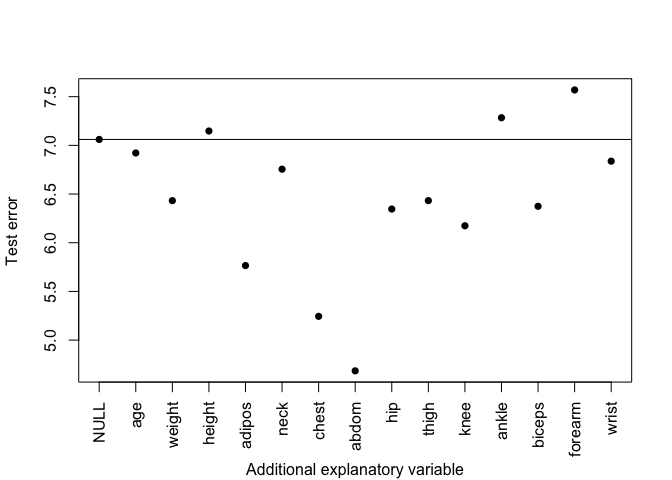 Test error
7.5
7.0
6.5
6.0
5.5
5.0
NULL
age
weight
height
adipos
neck
chest
abdom
hip
thigh
knee
ankle
biceps
forearm
wrist
Additional explanatory variable